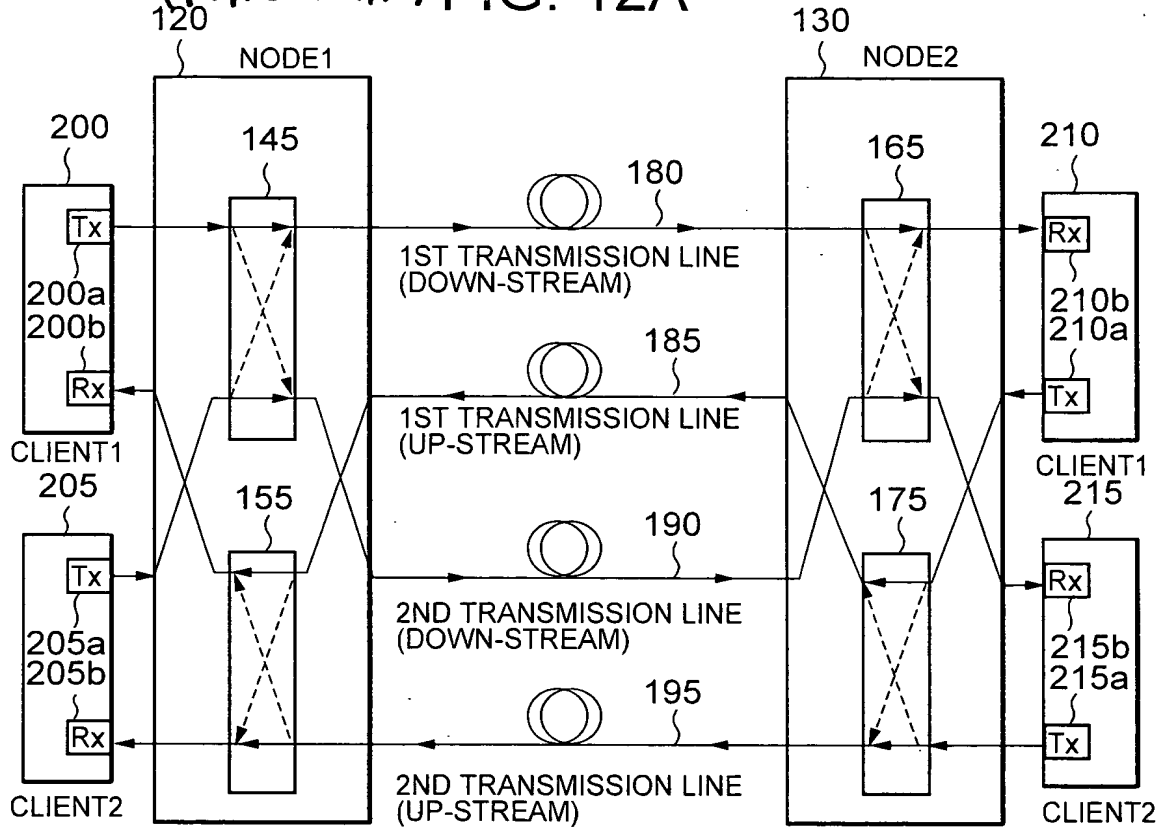 FIG. 12A
120
130
NODE1
NODE2
200
145
165
210
180
Tx
Rx
1ST TRANSMISSION LINE
(DOWN-STREAM)
200a
200b
210b
210a
185
Rx
Tx
1ST TRANSMISSION LINE
(UP-STREAM)
CLIENT1
CLIENT1
205
155
175
215
190
Tx
Rx
2ND TRANSMISSION LINE
(DOWN-STREAM)
205a
205b
215b
215a
195
Rx
Tx
2ND TRANSMISSION LINE
(UP-STREAM)
CLIENT2
CLIENT2